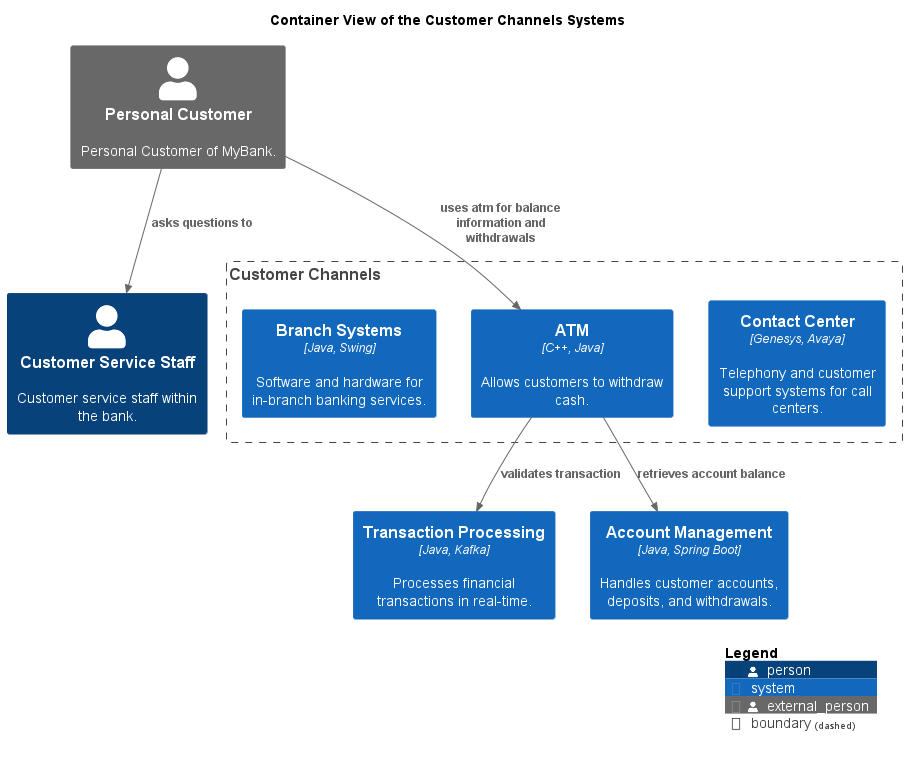 Container View of the Customer Channels Systems
Personal Customer
Personal Customer of MyBank.
asks questions to
uses atm for balance
information and
withdrawals
Customer Service Staff
Customer service staff within
the bank.
Customer Channels
Branch Systems
[Java, Swing]
Software and hardware for
in-branch banking services.
ATM
[C++, Java]
Allows customers to withdraw
cash.
Contact Center
[Genesys, Avaya]
Telephony and customer
support systems for call
centers.
validates transaction
retrieves account balance
Transaction Processing
[Java, Kafka]
Processes financial
transactions in real-time.
Account Management
[Java, Spring Boot]
Handles customer accounts,
deposits, and withdrawals.
Legend
person
system
external_person
boundary (dashed)